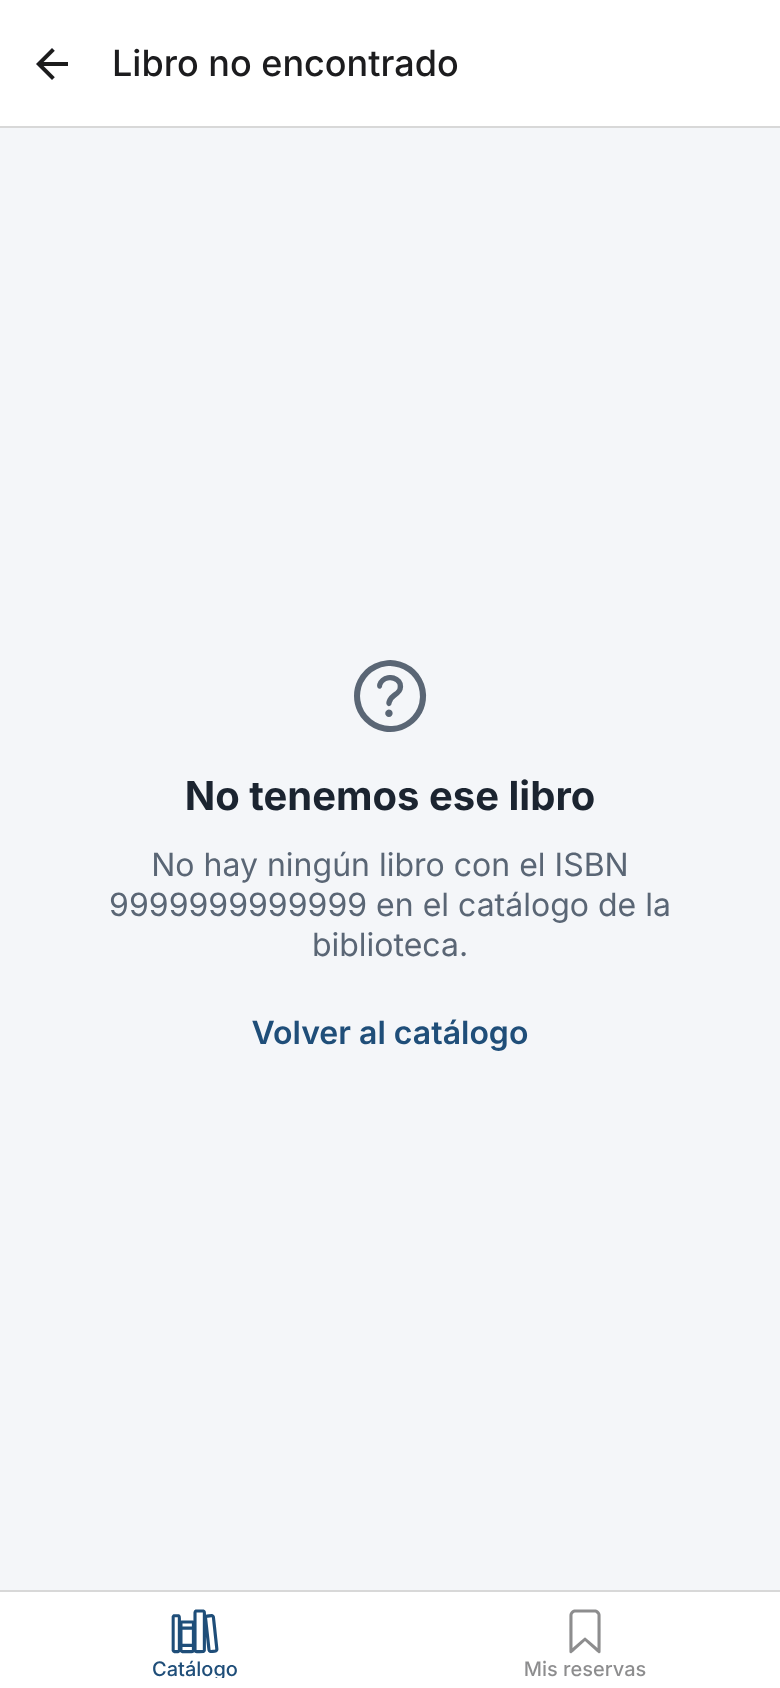 Libro no encontrado
No tenemos ese libro
No hay ningún libro con el ISBN
9999999999999 en el catálogo de la
biblioteca.
Volver al catálogo
Catálogo
Mis reservas